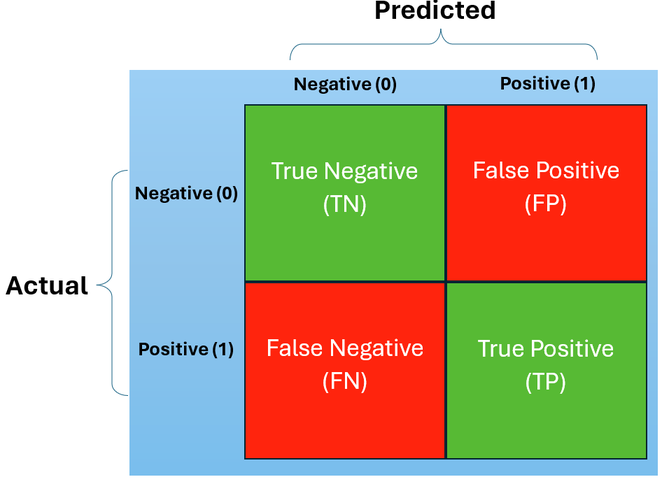 Predicted
Negative (0)
Positive (1)
True Negative
(TN)
False Positive
(FP)
Negative (0)
Actual
Positive (1)
False Negative
(FN)
True Positive
(TP)